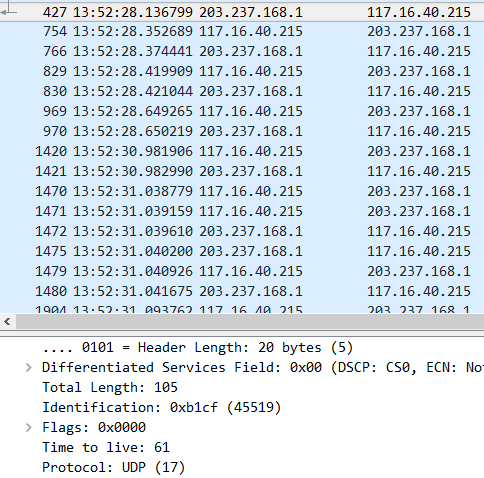 427 13:52:28.136799 203.237.168.1 117.16.40.215
754 13:52:28.352689 117.16.40.215 203.237.168.1
766 13:52:28.374441 203.237.168.1 117.16.40.215
829 13:52:28.419909 117.16.40.215 203.237.168.1
830 13:52:28.421044 203.237.168.1 117.16.40.215
969 13:52:28.649265 117.16.40.215 203.237.168.1
970 13:52:28.650219 203.237.168.1 117.16.40.215
1420 13:52:30.981906 117.16.40.215 203.237.168.1
1421 13:52:30.982990 203.237.168.1 117.16.40.215
1470 13:52:31.038779 117.16.40.215 203.237.168.1
1471 13:52:31.039159 117.16.40.215 203.237.168.1
1472 13:52:31.039610 203.237.168.1 117.16.40.215
1475 13:52:31.040200 203.237.168.1 117.16.40.215
1479 13:52:31.040926 117.16.40.215 203.237.168.1
1480 13:52:31.041675 203.237.168.1 117.16.40.215
1904 13:52:31.093762 117.16.40.215 203.237.168.1
.... 0101 = Header Length: 20 bytes (5)
Differentiated Services Field: 0x00 (DSCP: CS0, ECN: No
Total Length: 105
Identification: 0xb1cf (45519)
Flags: 0x0000
Time to live: 61
Protocol: UDP (17)